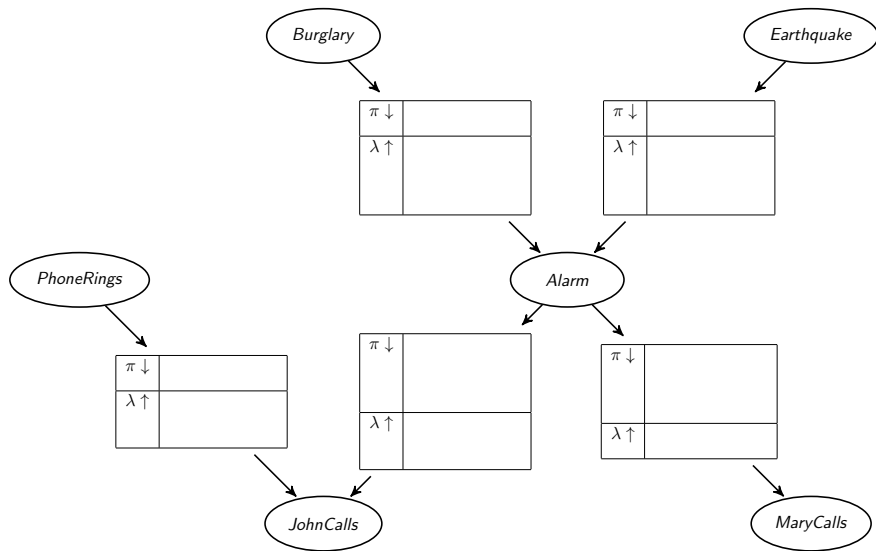 Burglary
Earthquake
π ↓
λ ↑
π ↓
λ ↑
PhoneRings
Alarm
π ↓
λ ↑
π ↓
λ ↑
π ↓
λ ↑
JohnCalls
MaryCalls